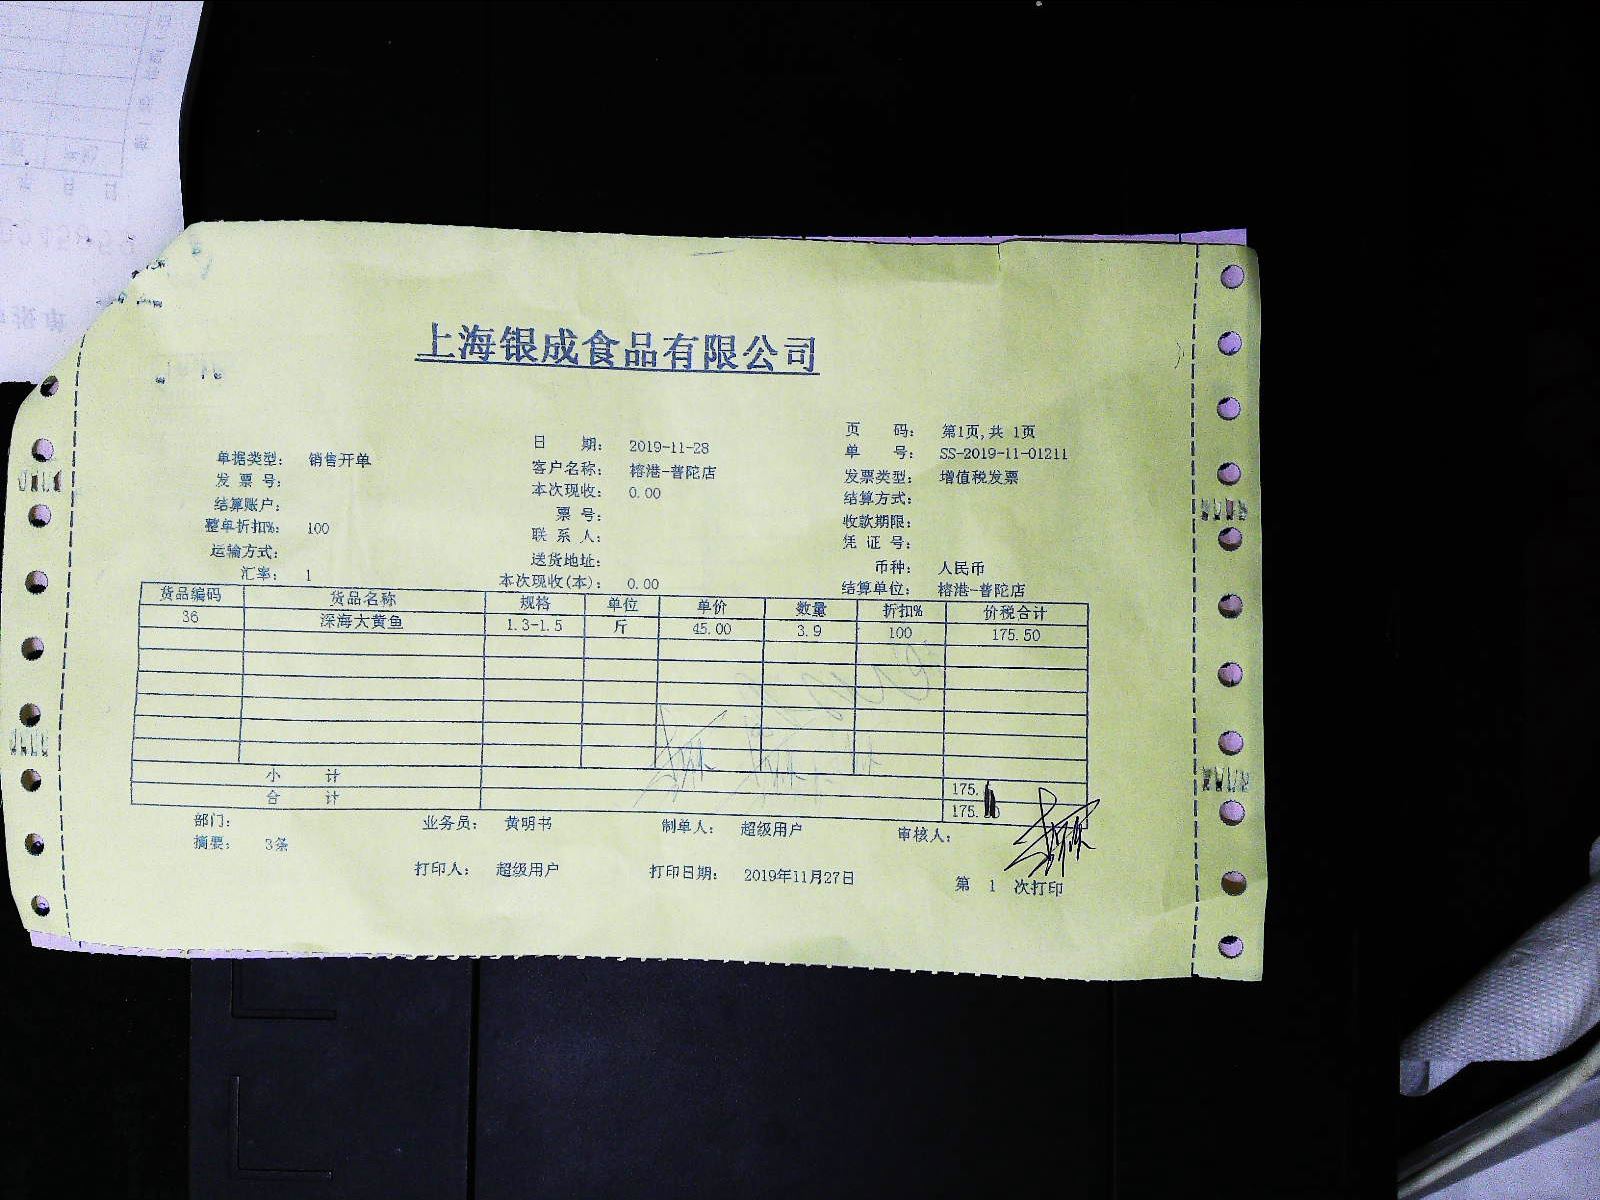 上海银成食品有限公司
页 码： 第1页,共 1页
日 期： 2019-11-28
单 号： SS-2019-11-01211
单据类型： 销售开单
客户名称： 榕港-普陀店
发票类型： 增值税发票
发 票 号：
本次现收： 0.00
结算方式：
结算账户：
票 号：
收款期限：
整单折扣%： 100
联 系 人：
凭 证 号：
运输方式：
送货地址：
币种： 人民币
汇率： 1
本次现收(本)： 0.00
结算单位： 榕港-普陀店
货品编码 货品名称 规格 单位 单价 数量 折扣% 价税合计
36 深海大黄鱼 1.3-1.5 斤 45.00 3.9 100 175.50
小 计 175.
合 计 175.
部门： 业务员： 黄明书 制单人： 超级用户 审核人：
摘要： 3条
打印人： 超级用户 打印日期： 2019年11月27日 第 1 次打印